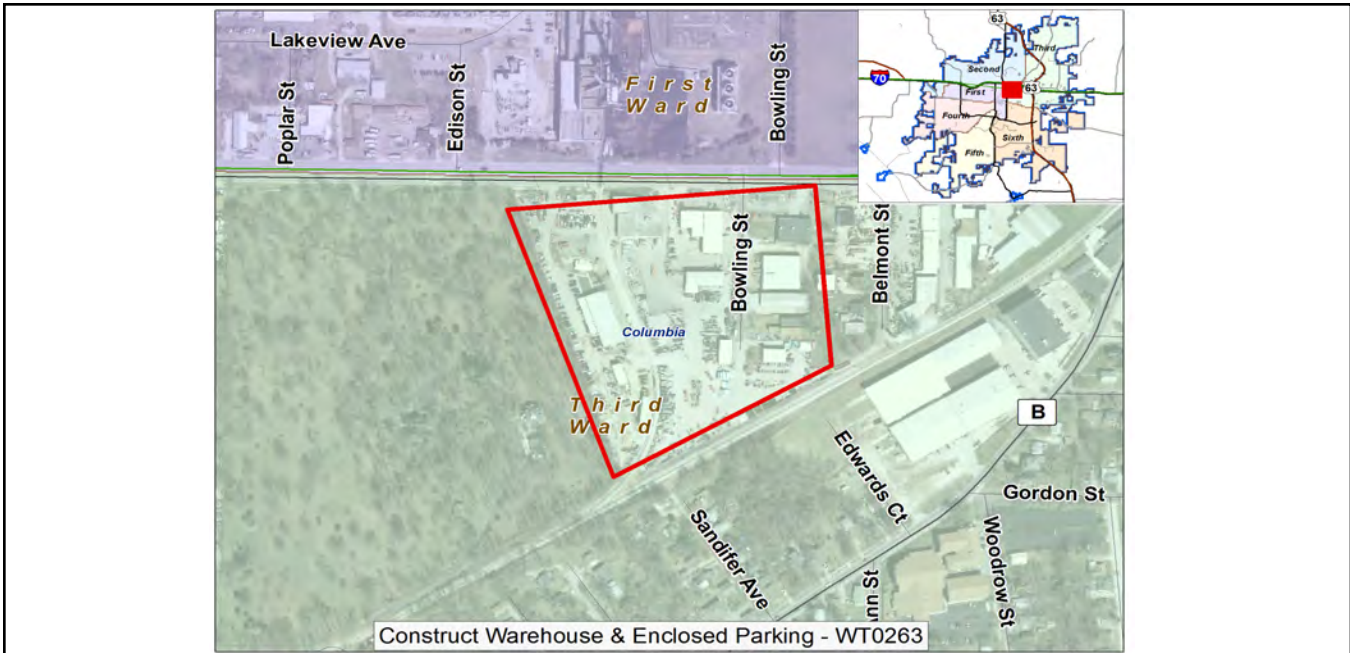 Lakeview Ave
Poplar St
Edison St
First
Ward
Bowling St
63
Third
Second
70
First
63
Fourth
Sixth
Fifth
Bowling St
Belmont St
Columbia
Third
Ward
B
Edwards Ct
Gordon St
Sandifer Ave
Woodrow St
Ann St
Construct Warehouse & Enclosed Parking - WT0263